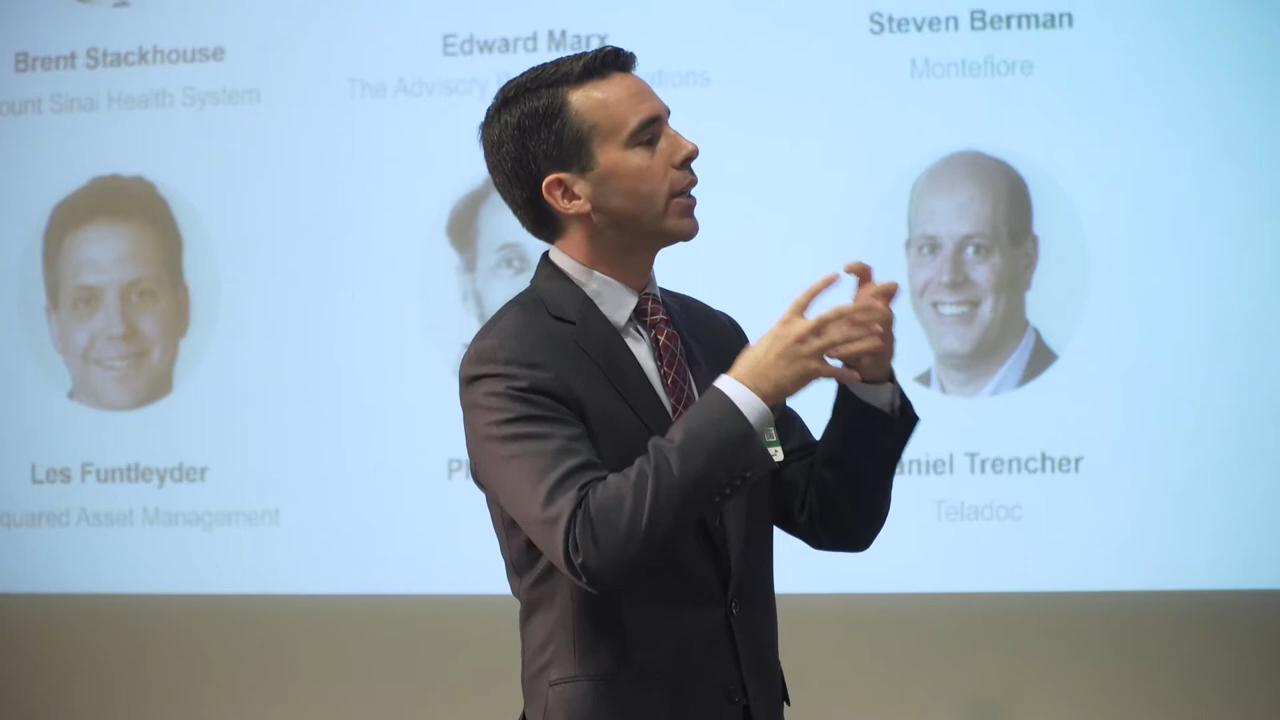 Brent Stackhouse
Edward Marx
Steven Berman
ount Sinai Health System
The Advisory
ations
Montefiore
Les Funtleyder
P
aniel Trencher
quared Asset Management
Teladoc